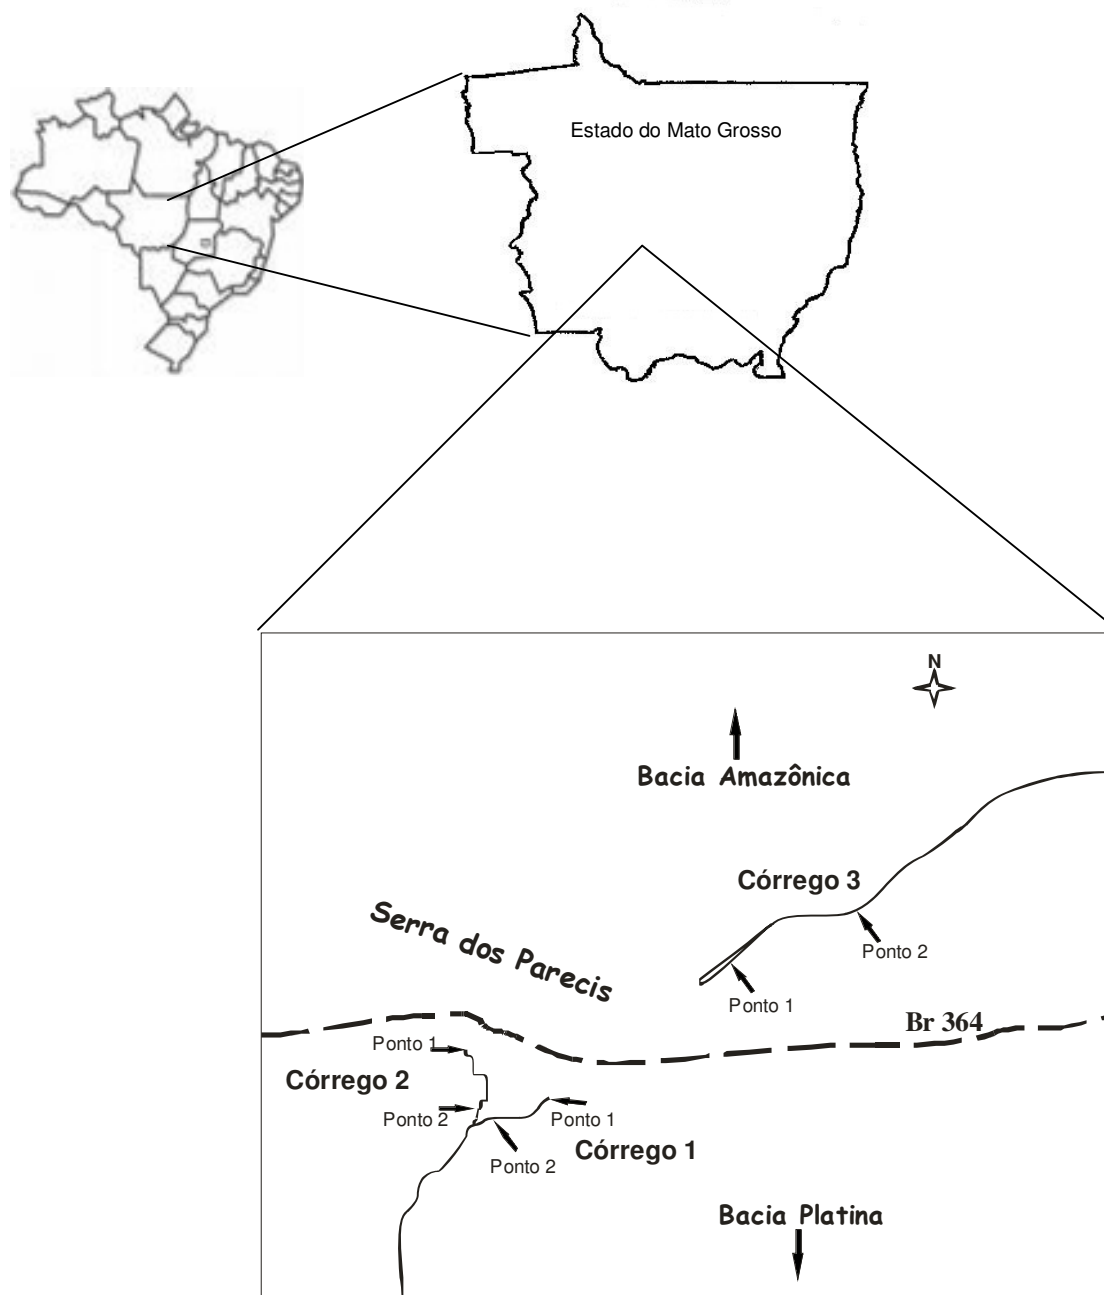 Estado do Mato Grosso
N
Bacia Amazônica
Córrego 3
Serra dos Parecis
Ponto 2
Ponto 1
Br 364
Ponto 1
Córrego 2
Ponto 2
Ponto 1
Córrego 1
Ponto 2
Bacia Platina